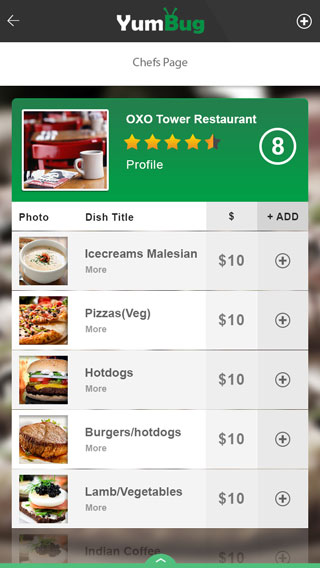 YumBug
Chefs Page
OXO Tower Restaurant
8
Profile
Photo Dish Title $ + ADD
Icecreams Malesian
More
$10
Pizzas(Veg)
More
$10
Hotdogs
More
$10
Burgers/hotdogs
More
$10
Lamb/Vegetables
More
$10
Indian Coffee